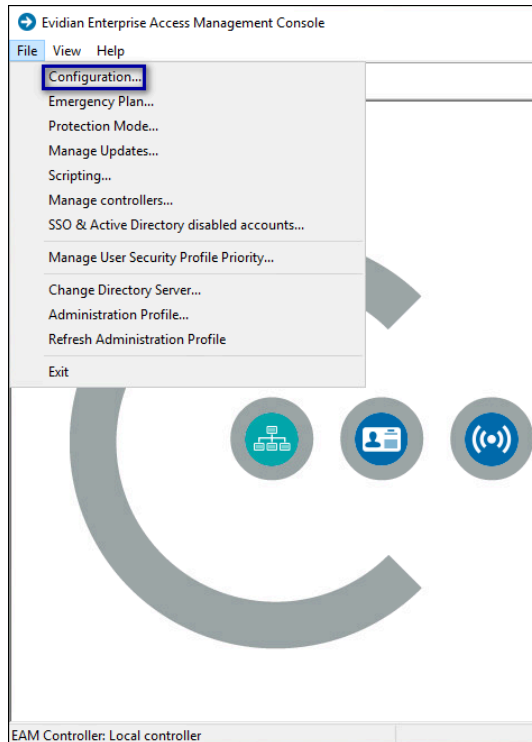 Evidian Enterprise Access Management Console
File View Help
Configuration...
Emergency Plan...
Protection Mode...
Manage Updates...
Scripting...
Manage controllers...
SSO & Active Directory disabled accounts...
Manage User Security Profile Priority...
Change Directory Server...
Administration Profile...
Refresh Administration Profile
Exit
EAM Controller: Local controller